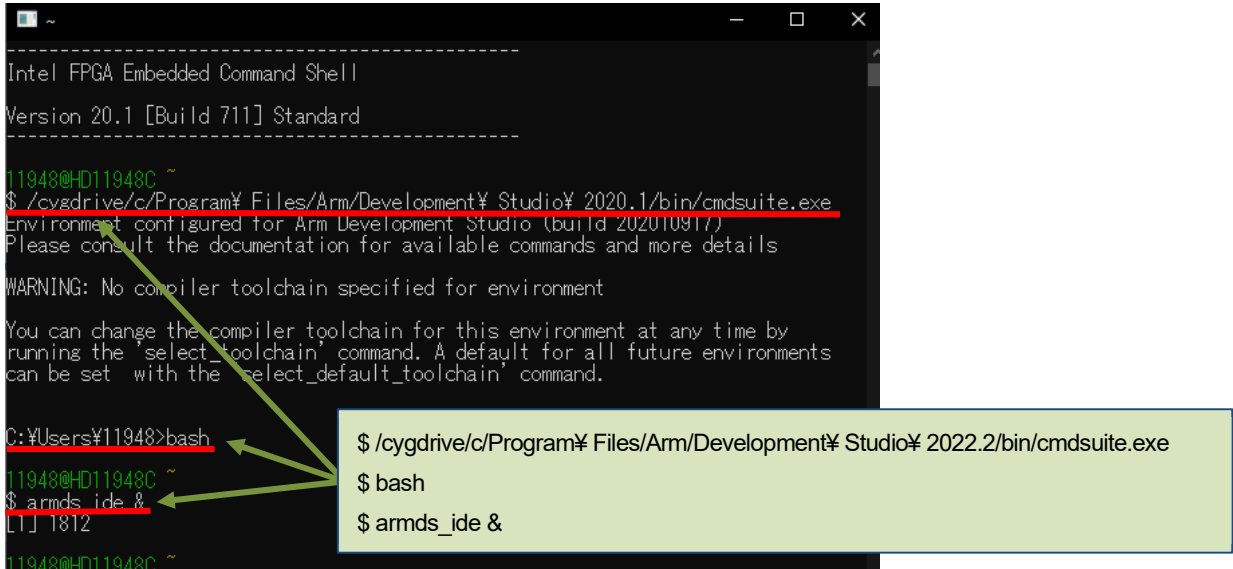 ~
-----------------------------------------------
Intel FPGA Embedded Command Shell
Version 20.1 [Build 711] Standard
-----------------------------------------------
11948@HD11948C ~
$ /cygdrive/c/Program¥ Files/Arm/Development¥ Studio¥ 2020.1/bin/cmdsuite.exe
Environment configured for Arm Development Studio (build 202010917)
Please consult the documentation for available commands and more details
WARNING: No compiler toolchain specified for environment
You can change the compiler toolchain for this environment at any time by
running the 'select_toolchain' command. A default for all future environments
can be set  with the 'select_default_toolchain' command.
C:¥Users¥11948>bash
11948@HD11948C ~
$ armds_ide &
[1] 1812
11948@HD11948C ~
$ /cygdrive/c/Program¥ Files/Arm/Development¥ Studio¥ 2022.2/bin/cmdsuite.exe
$ bash
$ armds_ide &